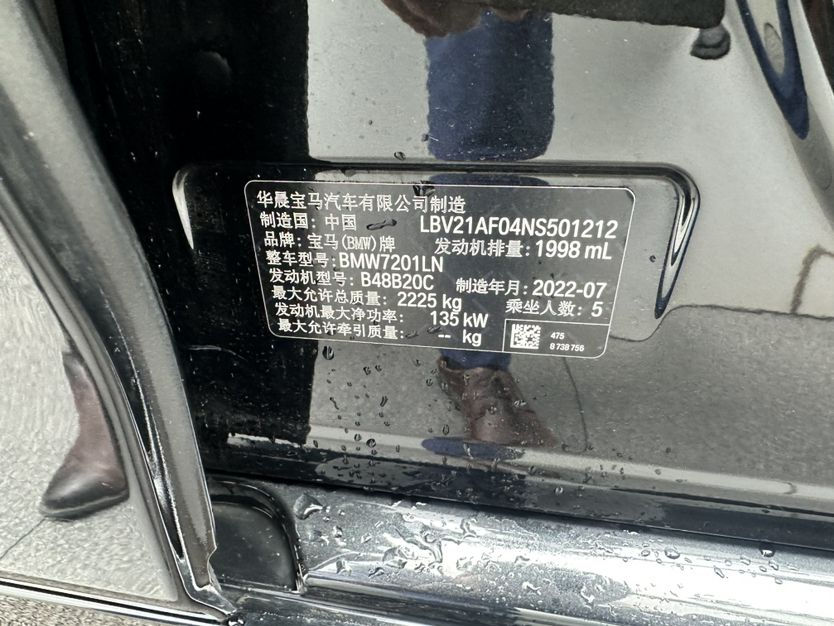 华晨宝马汽车有限公司制造
制造国: 中国 LBV21AF04NS501212
品牌: 宝马(BMW)牌 发动机排量: 1998 mL
整车型号: BMW7201LN
发动机型号: B48B20C 制造年月: 2022-07
最大允许总质量: 2225 kg 乘坐人数: 5
发动机最大净功率: 135 kW
最大允许牵引质量: -- kg
475
8 738 756